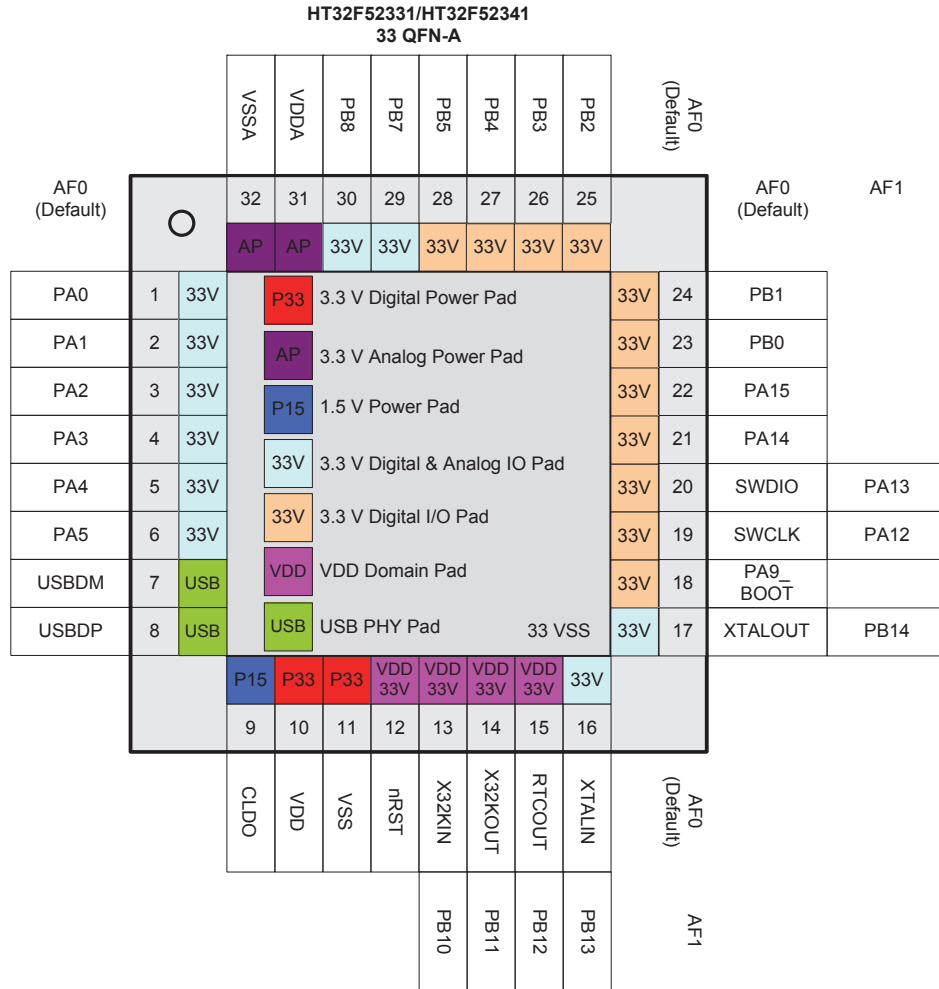 HT32F52331/HT32F52341
33 QFN-A
VSSA VDDA PB8 PB7 PB5 PB4 PB3 PB2 AF0 (Default)
AF0 (Default) 32 31 30 29 28 27 26 25 AF0 (Default) AF1
AP AP 33V 33V 33V 33V 33V 33V
PA0 1 33V P33 3.3 V Digital Power Pad 33V 24 PB1
PA1 2 33V AP 3.3 V Analog Power Pad 33V 23 PB0
PA2 3 33V P15 1.5 V Power Pad 33V 22 PA15
PA3 4 33V 33V 3.3 V Digital & Analog IO Pad 33V 21 PA14
PA4 5 33V 33V 3.3 V Digital I/O Pad 33V 20 SWDIO PA13
PA5 6 33V VDD VDD Domain Pad 33V 19 SWCLK PA12
USBDM 7 USB USB USB PHY Pad 33V 18 PA9_BOOT
USBDP 8 USB 33 VSS 33V 17 XTALOUT PB14
P15 P33 P33 VDD 33V VDD 33V VDD 33V VDD 33V 33V
9 10 11 12 13 14 15 16
CLDO VDD VSS nRST X32KIN X32KOUT RTCOUT XTALIN AF0 (Default)
PB10 PB11 PB12 PB13 AF1